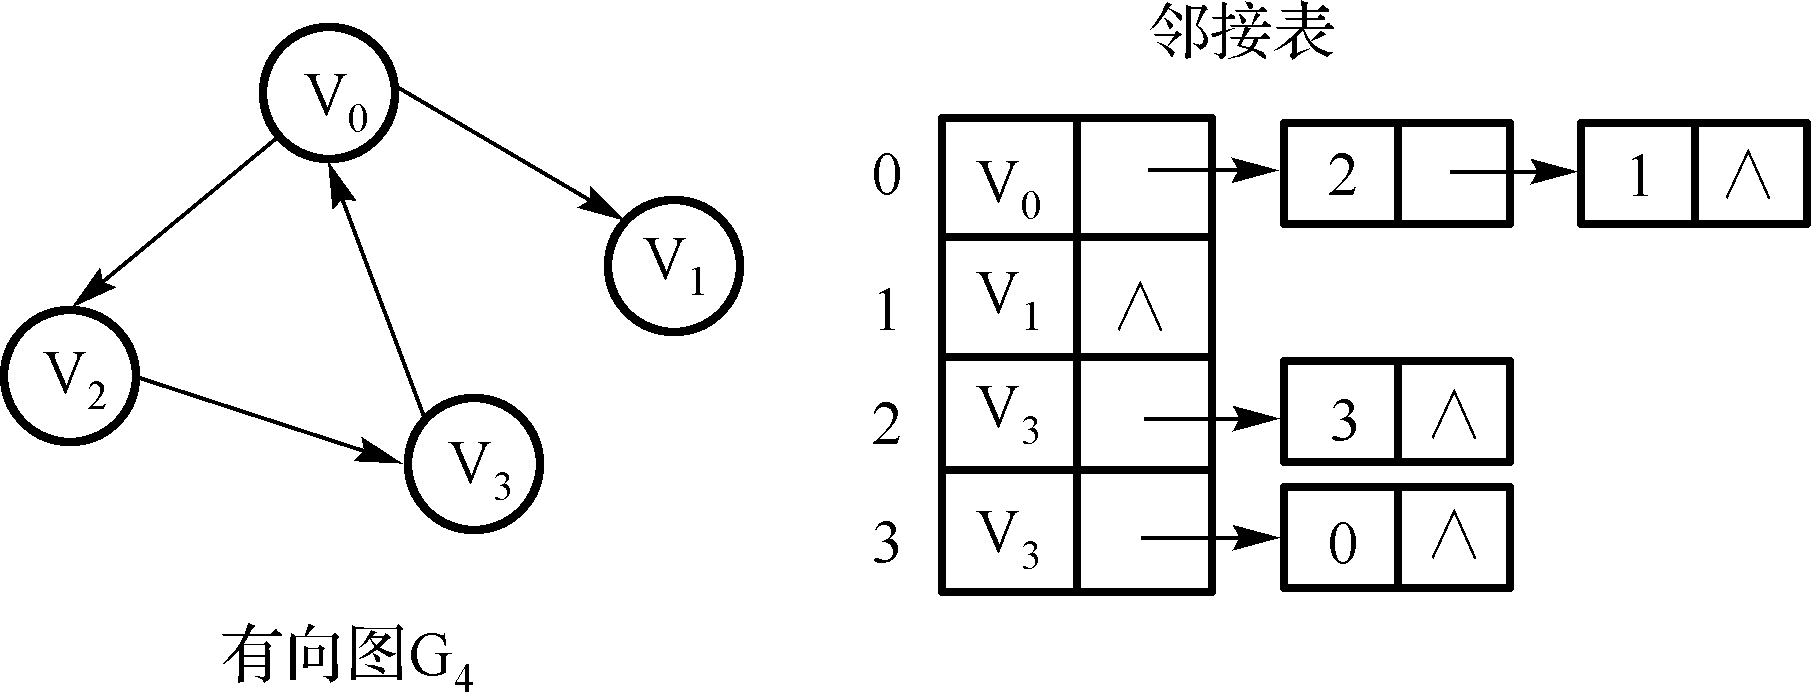 V0
V1
V2
V3
有向图G4
邻接表
0 V0 2 1 ∧
1 V1 ∧
2 V3 3 ∧
3 V3 0 ∧